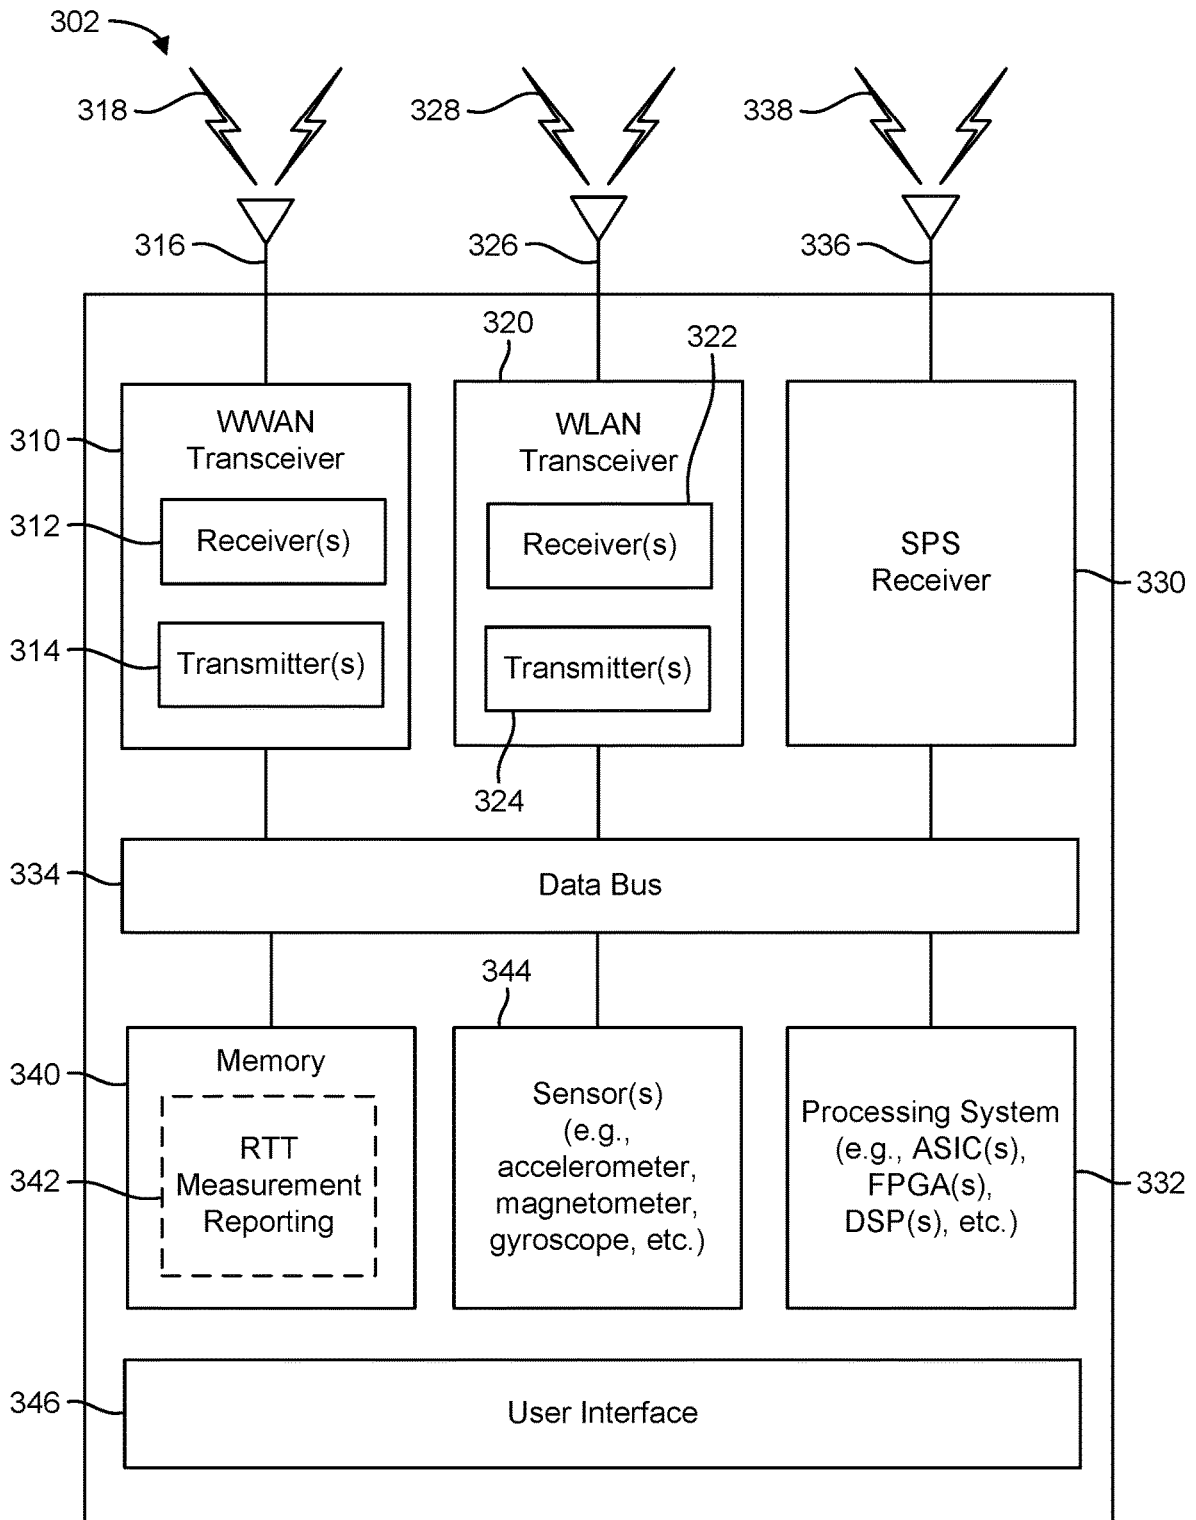 302
318
328
338
316
326
336
320
322
310
WWAN
Transceiver
WLAN
Transceiver
312
Receiver(s)
Receiver(s)
SPS
Receiver
330
314
Transmitter(s)
Transmitter(s)
324
334
Data Bus
344
340
Memory
342
RTT
Measurement
Reporting
Sensor(s)
(e.g.,
accelerometer,
magnetometer,
gyroscope, etc.)
Processing System
(e.g., ASIC(s),
FPGA(s),
DSP(s), etc.)
332
346
User Interface